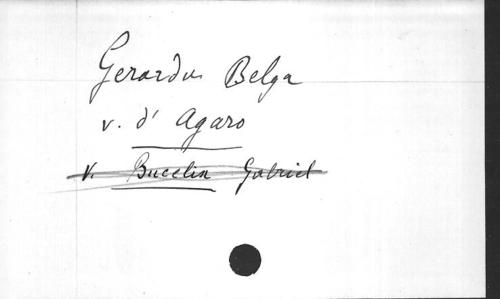 Gerardus Belga
v. d' Agaro
v. Bucelin Gabriel